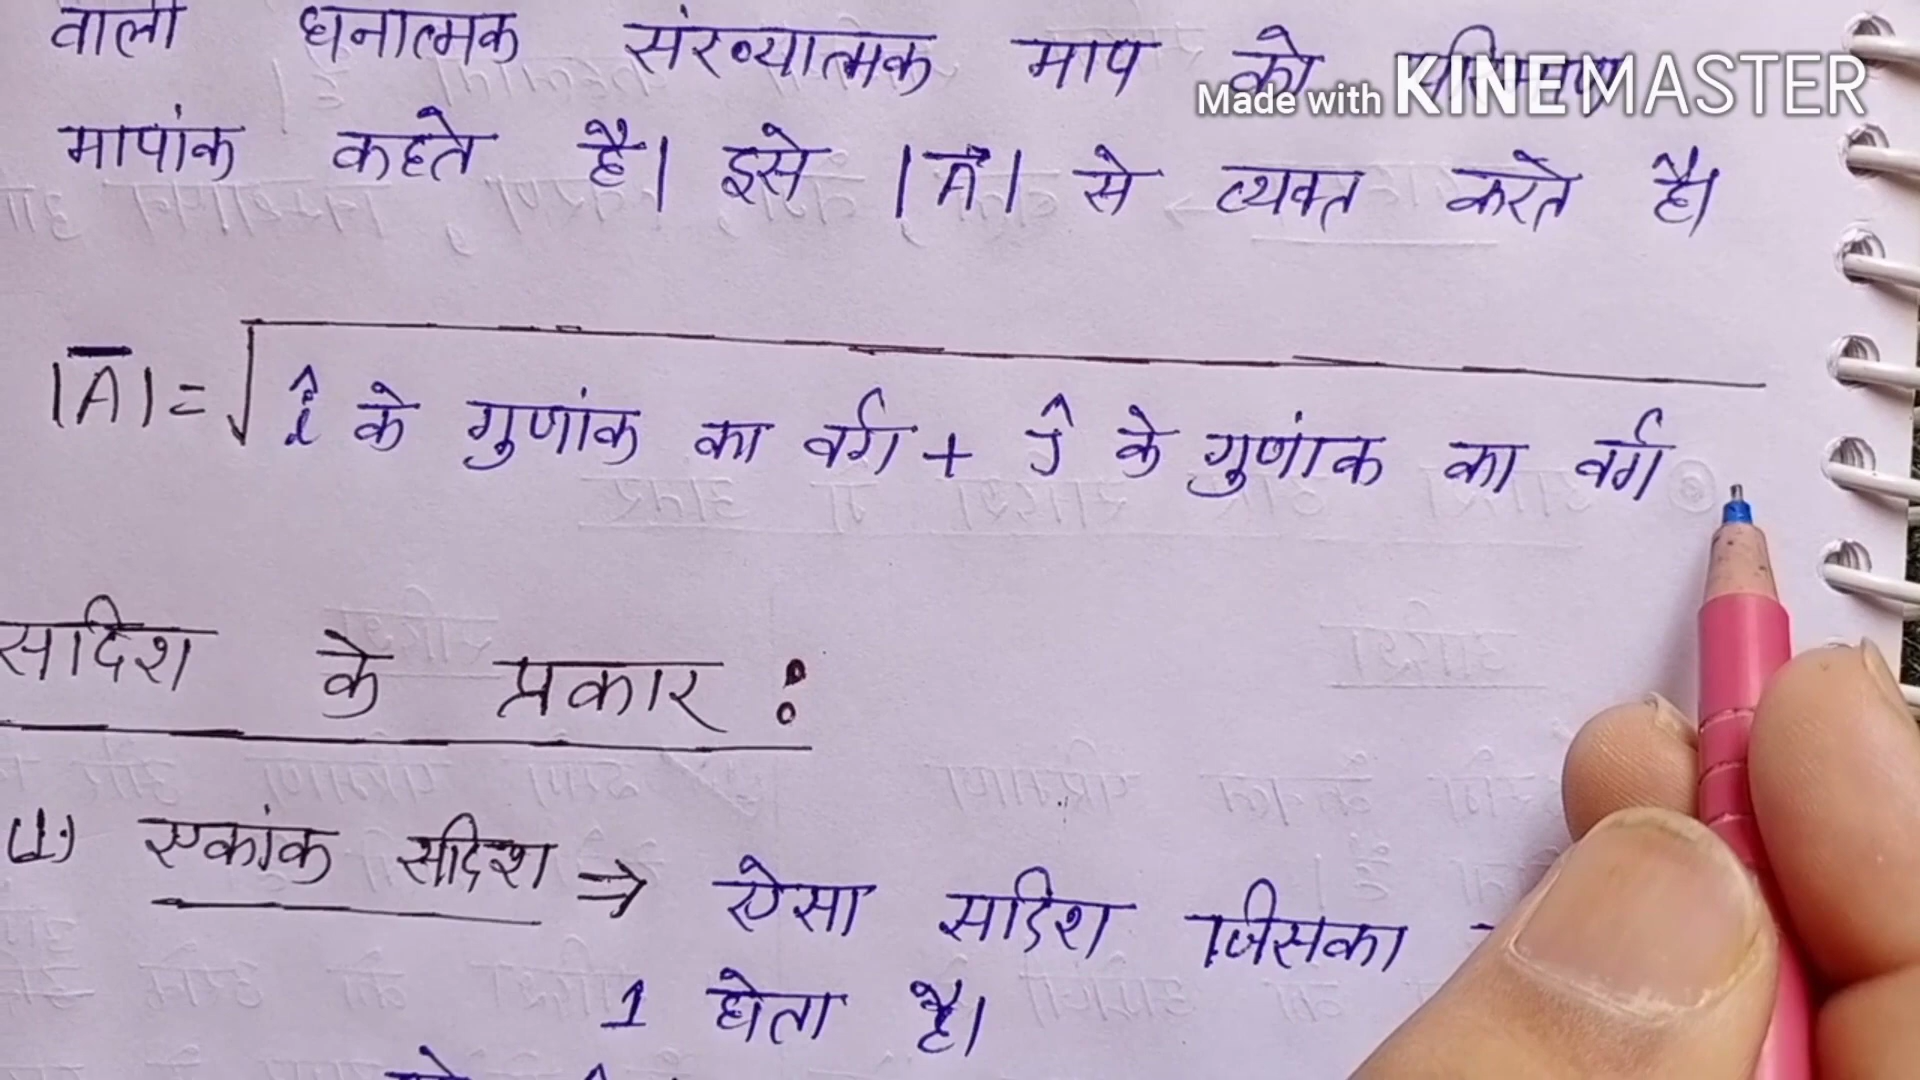 वाली धनात्मक संख्यात्मक माप को
Made with KINEMASTER
मापांक कहते है। इसे |A⃗| से व्यक्त करते है।
|A̅| = √ î के गुणांक का वर्ग + ĵ के गुणांक का वर्ग
सदिश के प्रकार :
(1) एकांक सदिश ⇒ ऐसा सदिश जिसका
1 होता है।